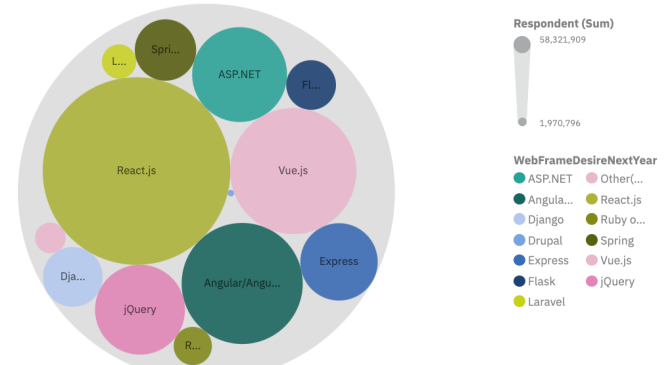 Spri...
L...
ASP.NET
Fl...
React.js
Vue.js
Dja...
Angular/Angu...
Express
jQuery
R...
Respondent (Sum)
58,321,909
1,970,796
WebFrameDesireNextYear
ASP.NET
Other(...
Angula...
React.js
Django
Ruby o...
Drupal
Spring
Express
Vue.js
Flask
jQuery
Laravel